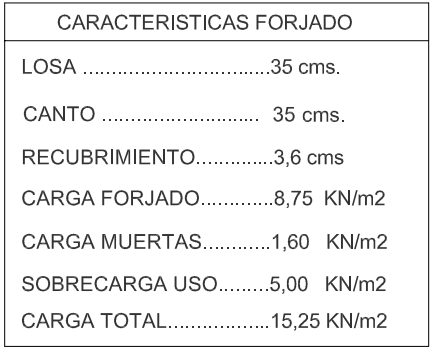 CARACTERISTICAS FORJADO
LOSA ................................35 cms.
CANTO ........................... 35 cms.
RECUBRIMIENTO.............3,6 cms
CARGA FORJADO............8,75 KN/m2
CARGA MUERTAS............1,60 KN/m2
SOBRECARGA USO.........5,00 KN/m2
CARGA TOTAL..................15,25 KN/m2